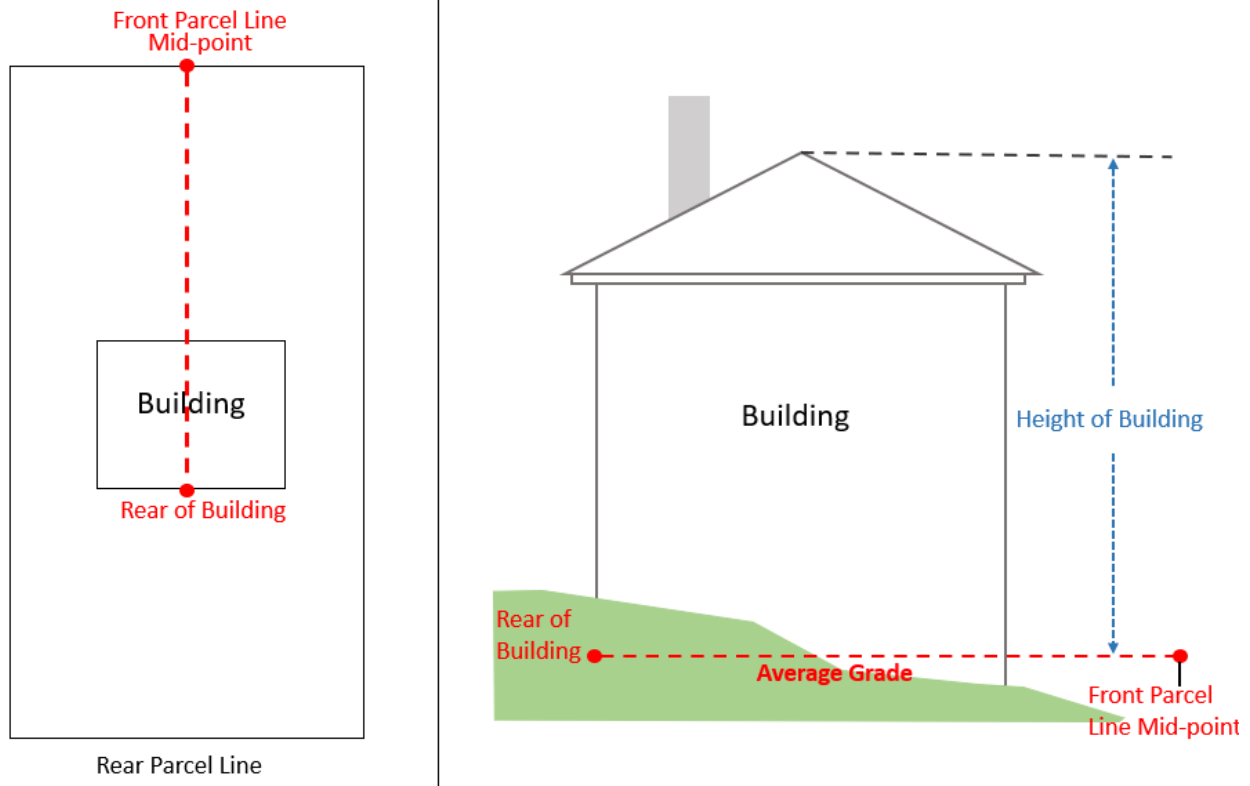 Front Parcel Line
Mid-point
Building
Rear of Building
Rear Parcel Line
Building
Height of Building
Rear of
Building
Average Grade
Front Parcel
Line Mid-point